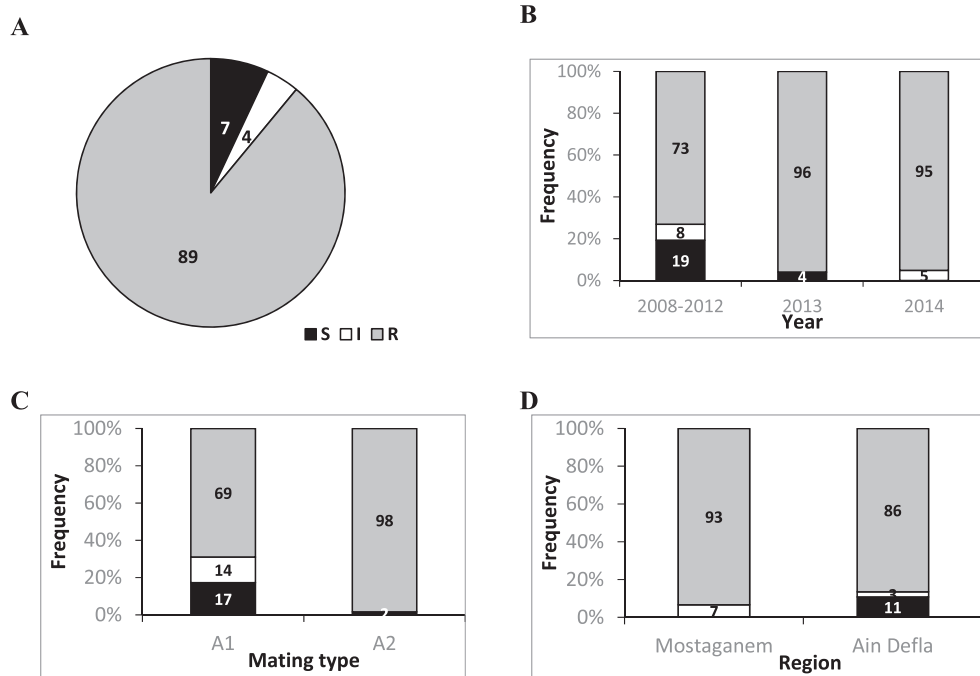 A
7
4
89
S I R
B
100%
80%
60%
40%
20%
0%
Frequency
73
8
19
96
4
95
5
2008-2012 2013 2014
Year
C
100%
80%
60%
40%
20%
0%
Frequency
69
14
17
98
2
A1 A2
Mating type
D
100%
80%
60%
40%
20%
0%
Frequency
93
7
86
3
11
Mostaganem Ain Defla
Region